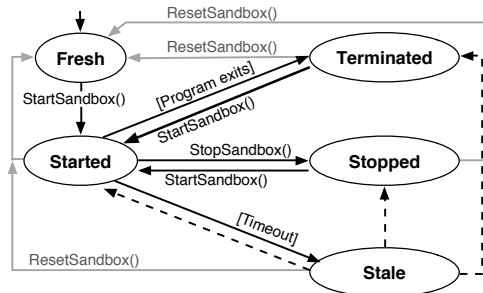 ResetSandbox()
ResetSandbox()
Fresh
Terminated
[Program exits]
StartSandbox()
StartSandbox()
Started
StopSandbox()
StartSandbox()
Stopped
[Timeout]
ResetSandbox()
Stale